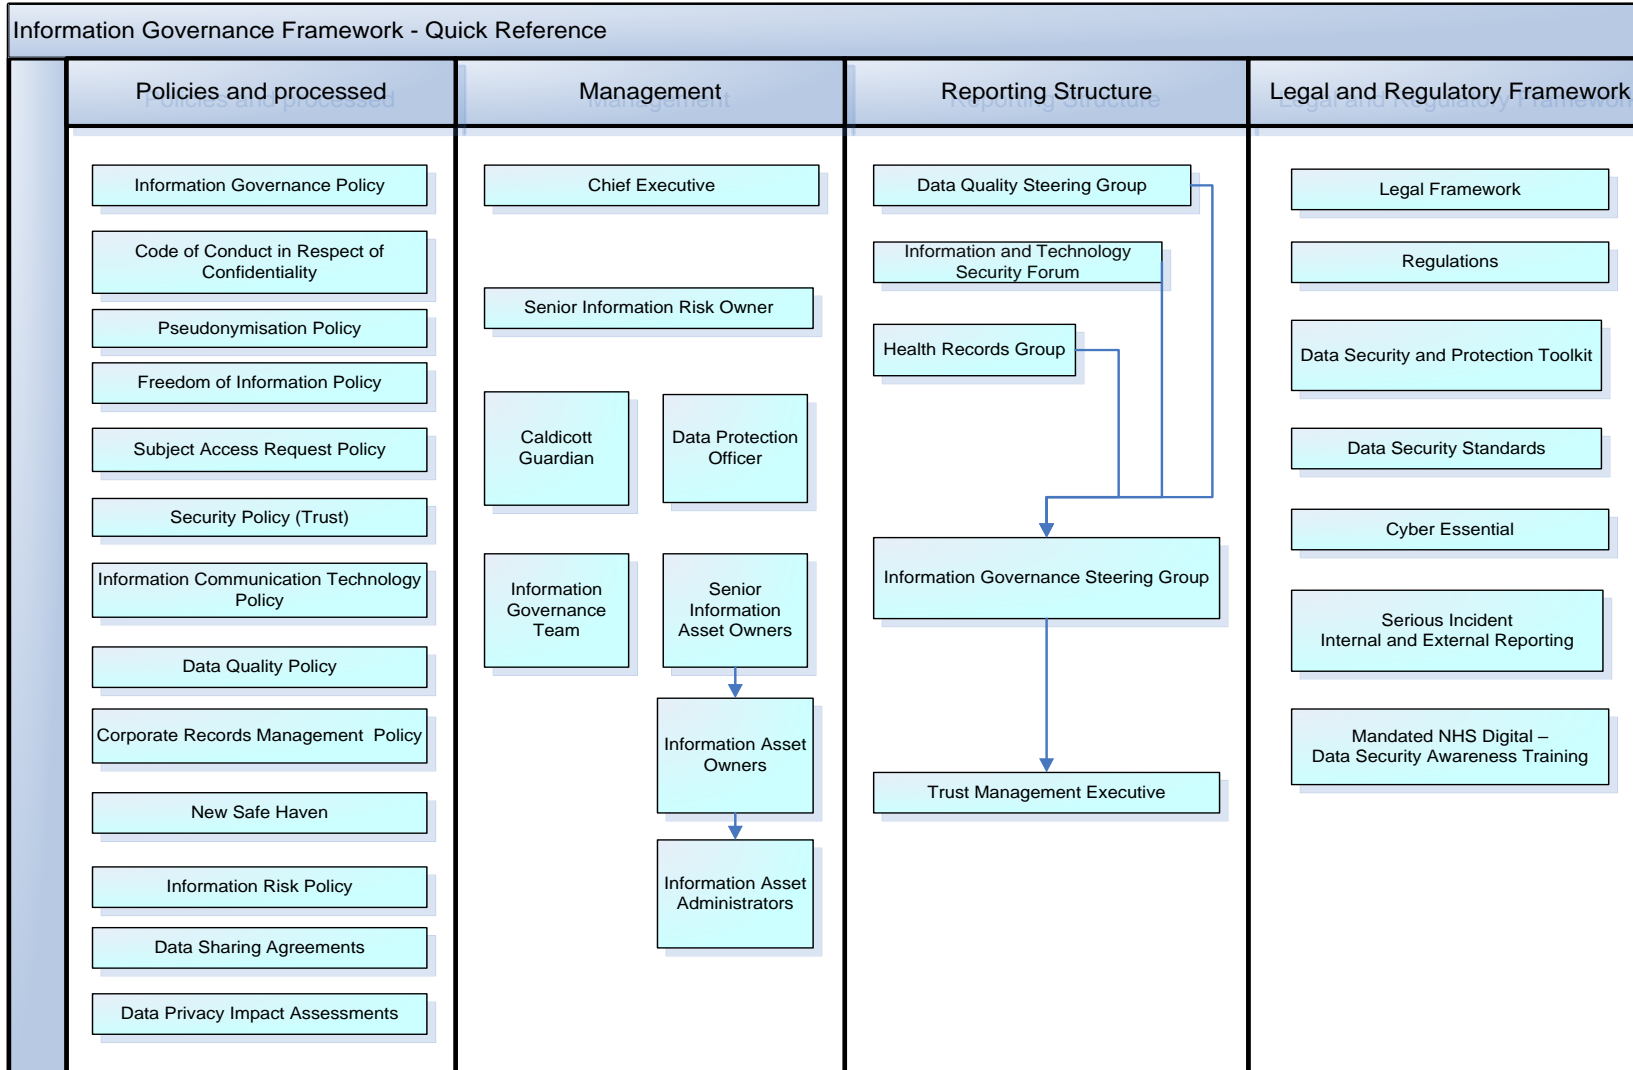 Information Governance Framework - Quick Reference
Policies and processed
Information Governance Policy
Code of Conduct in Respect of
Confidentiality
Pseudonymisation Policy
Freedom of Information Policy
Subject Access Request Policy
Security Policy (Trust)
Information Communication Technology
Policy
Data Quality Policy
Corporate Records Management  Policy
New Safe Haven
Information Risk Policy
Data Sharing Agreements
Data Privacy Impact Assessments
Management
Chief Executive
Senior Information Risk Owner
Caldicott
Guardian
Data Protection
Officer
Information
Governance
Team
Senior
Information
Asset Owners
Information Asset
Owners
Information Asset
Administrators
Reporting Structure
Data Quality Steering Group
Information and Technology
Security Forum
Health Records Group
Information Governance Steering Group
Trust Management Executive
Legal and Regulatory Framework
Legal Framework
Regulations
Data Security and Protection Toolkit
Data Security Standards
Cyber Essential
Serious Incident
Internal and External Reporting
Mandated NHS Digital –
Data Security Awareness Training